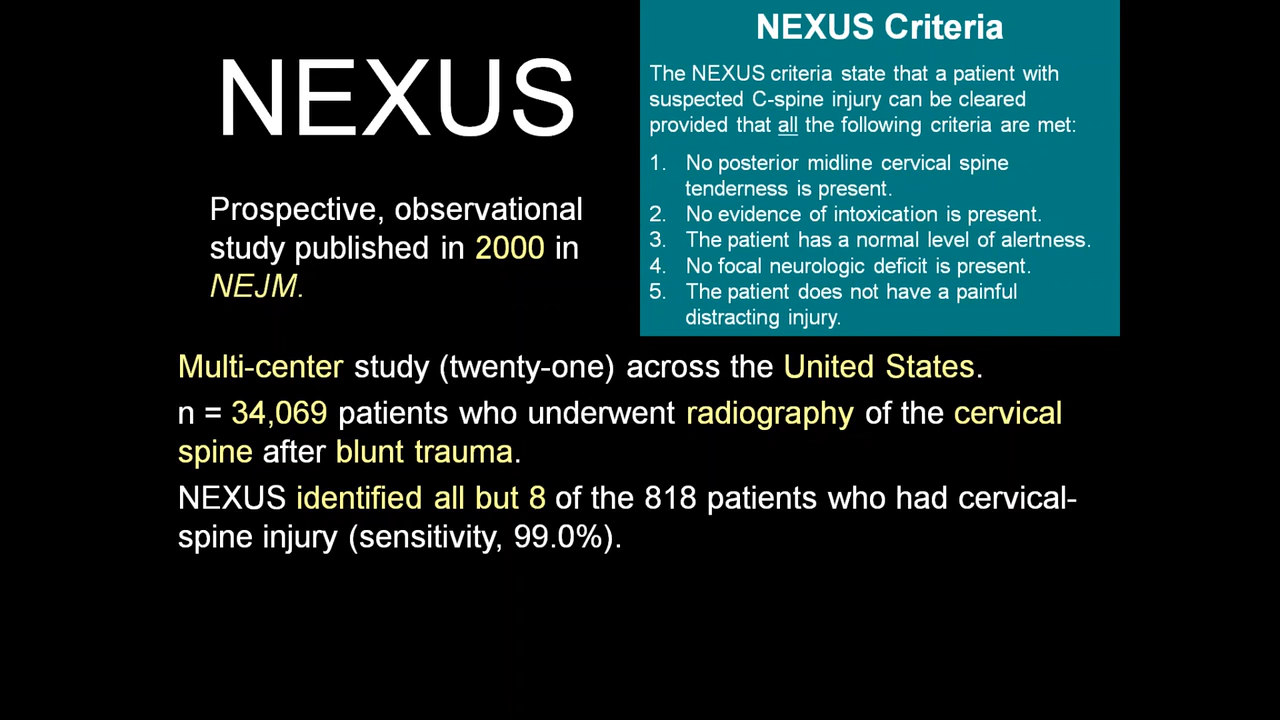 NEXUS
Prospective, observational
study published in 2000 in
NEJM.
NEXUS Criteria
The NEXUS criteria state that a patient with
suspected C-spine injury can be cleared
provided that all the following criteria are met:
1. No posterior midline cervical spine
tenderness is present.
2. No evidence of intoxication is present.
3. The patient has a normal level of alertness.
4. No focal neurologic deficit is present.
5. The patient does not have a painful
distracting injury.
Multi-center study (twenty-one) across the United States.
n = 34,069 patients who underwent radiography of the cervical
spine after blunt trauma.
NEXUS identified all but 8 of the 818 patients who had cervical-
spine injury (sensitivity, 99.0%).